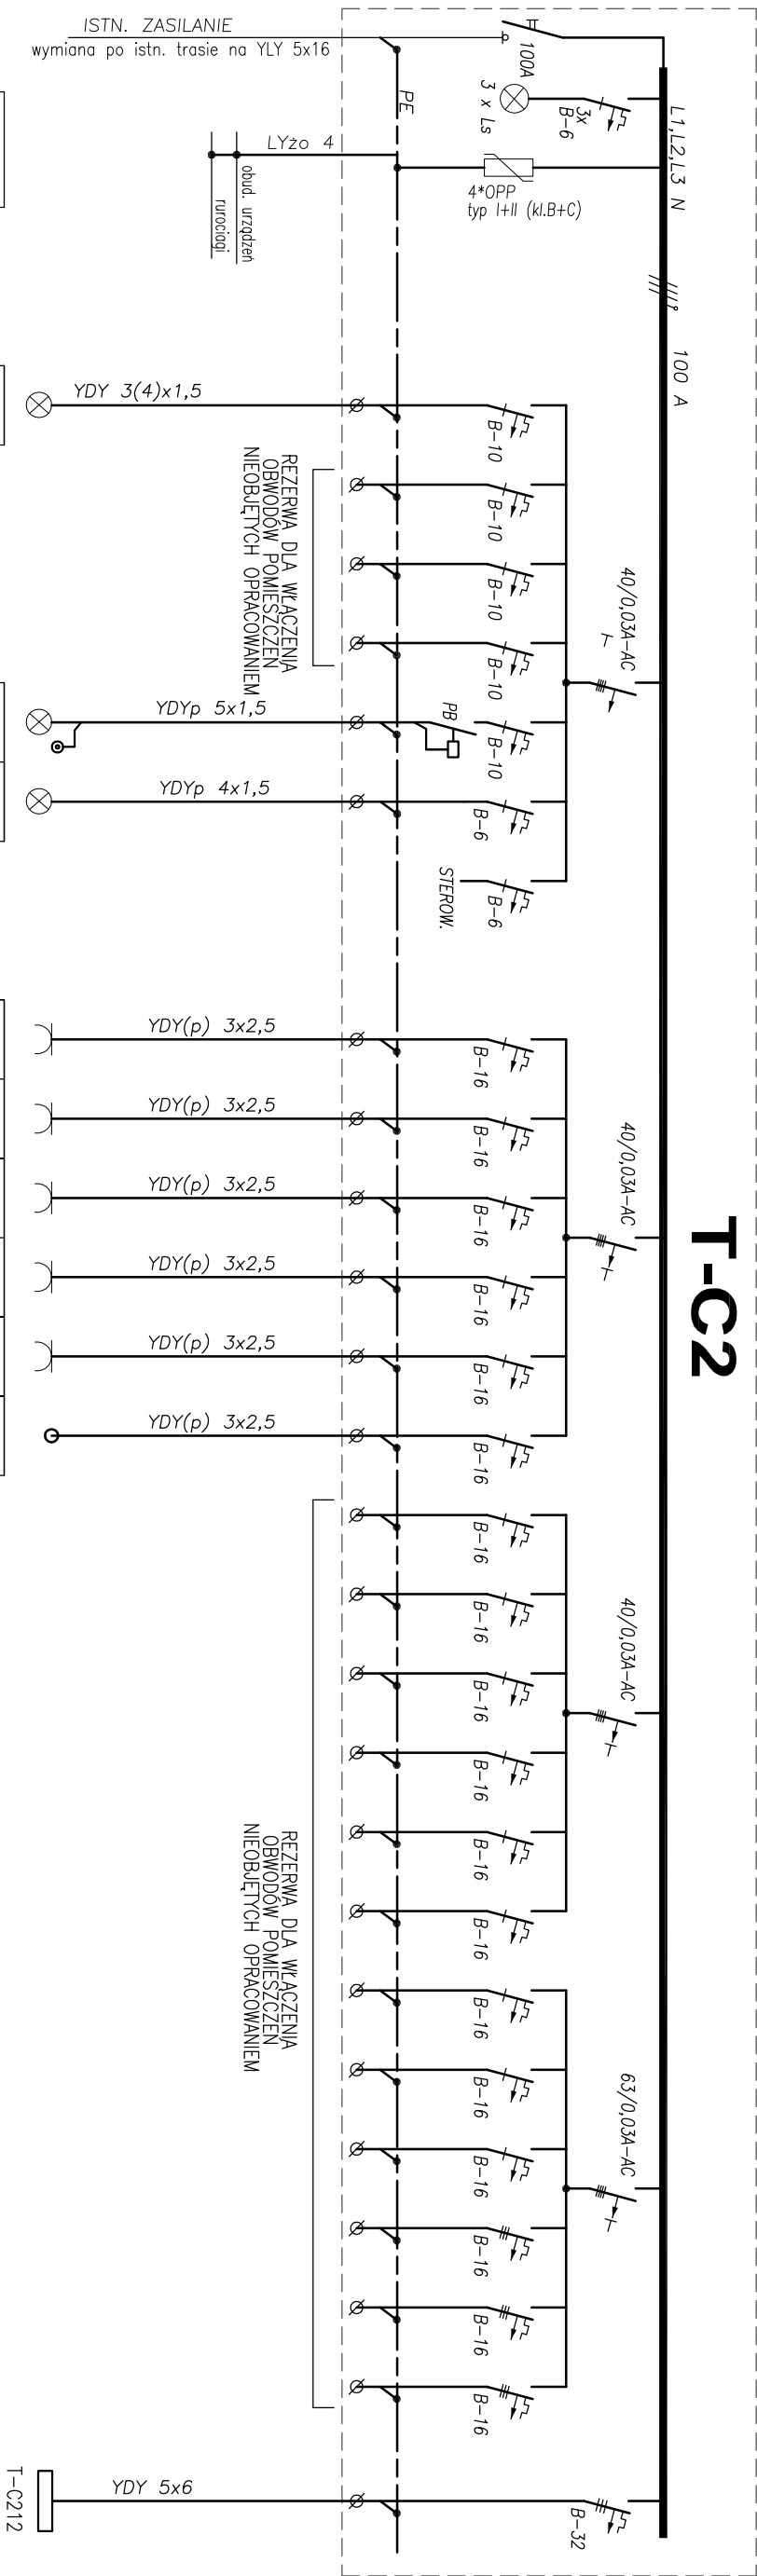 T-C2
ISTN. ZASILANIE
wymiana po istn. trasie na YLY 5x16
100A
3x
B-6
3 x Ls
L1,L2,L3 N
PE
LYżo 4
4*OPP
typ I+II (kl.B+C)
obud. urządzeń
rurociągi
100 A
40/0,03A-AC
B-10
B-10
B-10
B-10
B-10
B-6
B-6
YDY 3(4)x1,5
REZERWA DLA WŁĄCZENIA
OBWODÓW POMIESZCZEŃ
NIEOBJĘTYCH OPRACOWANIEM
PB
YDYp 5x1,5
YDYp 4x1,5
STEROW.
40/0,03A-AC
B-16
B-16
B-16
B-16
B-16
B-16
YDY(p) 3x2,5
YDY(p) 3x2,5
YDY(p) 3x2,5
YDY(p) 3x2,5
YDY(p) 3x2,5
YDY(p) 3x2,5
40/0,03A-AC
B-16
B-16
B-16
B-16
B-16
B-16
REZERWA DLA WŁĄCZENIA
OBWODÓW POMIESZCZEŃ
NIEOBJĘTYCH OPRACOWANIEM
63/0,03A-AC
B-16
B-16
B-16
B-16
B-16
B-16
B-32
YDY 5x6
T-C212